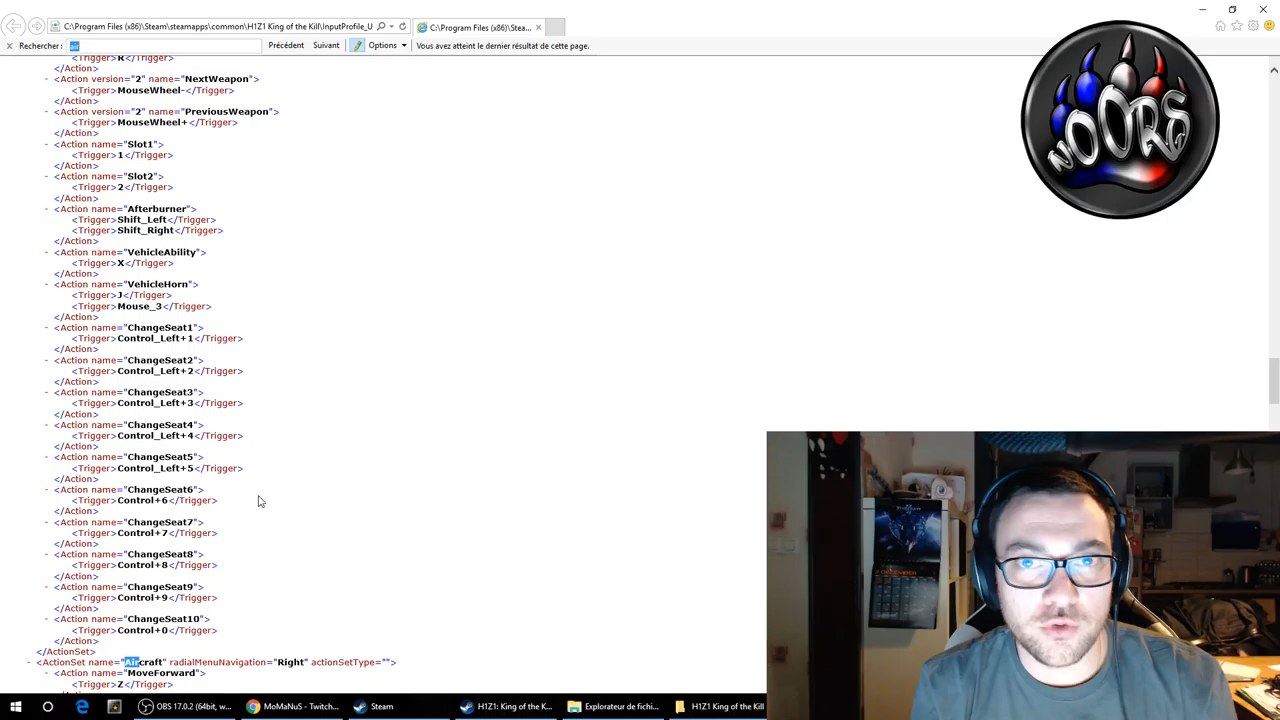 C:\Program Files (x86)\Steam\steamapps\common\H1Z1 King of the Kill\InputProfile_U
C:\Program Files (x86)\Stea...
Rechercher : air Précédent Suivant Options Vous avez atteint le dernier résultat de cette page.
<Trigger>R</Trigger>
</Action>
- <Action version="2" name="NextWeapon">
<Trigger>MouseWheel-</Trigger>
</Action>
- <Action version="2" name="PreviousWeapon">
<Trigger>MouseWheel+</Trigger>
</Action>
- <Action name="Slot1">
<Trigger>1</Trigger>
</Action>
- <Action name="Slot2">
<Trigger>2</Trigger>
</Action>
- <Action name="Afterburner">
<Trigger>Shift_Left</Trigger>
<Trigger>Shift_Right</Trigger>
</Action>
- <Action name="VehicleAbility">
<Trigger>X</Trigger>
</Action>
- <Action name="VehicleHorn">
<Trigger>J</Trigger>
<Trigger>Mouse_3</Trigger>
</Action>
- <Action name="ChangeSeat1">
<Trigger>Control_Left+1</Trigger>
</Action>
- <Action name="ChangeSeat2">
<Trigger>Control_Left+2</Trigger>
</Action>
- <Action name="ChangeSeat3">
<Trigger>Control_Left+3</Trigger>
</Action>
- <Action name="ChangeSeat4">
<Trigger>Control_Left+4</Trigger>
</Action>
- <Action name="ChangeSeat5">
<Trigger>Control_Left+5</Trigger>
</Action>
- <Action name="ChangeSeat6">
<Trigger>Control+6</Trigger>
</Action>
- <Action name="ChangeSeat7">
<Trigger>Control+7</Trigger>
</Action>
- <Action name="ChangeSeat8">
<Trigger>Control+8</Trigger>
</Action>
- <Action name="ChangeSeat9">
<Trigger>Control+9</Trigger>
</Action>
- <Action name="ChangeSeat10">
<Trigger>Control+0</Trigger>
</Action>
</ActionSet>
- <ActionSet name="Aircraft" radialMenuNavigation="Right" actionSetType="">
- <Action name="MoveForward">
<Trigger>Z</Trigger>
NOORS
OBS 17.0.2 (64bit, w... MoMaNuS - Twitch... Steam H1Z1: King of the K... Explorateur de fichi... H1Z1 King of the Kill